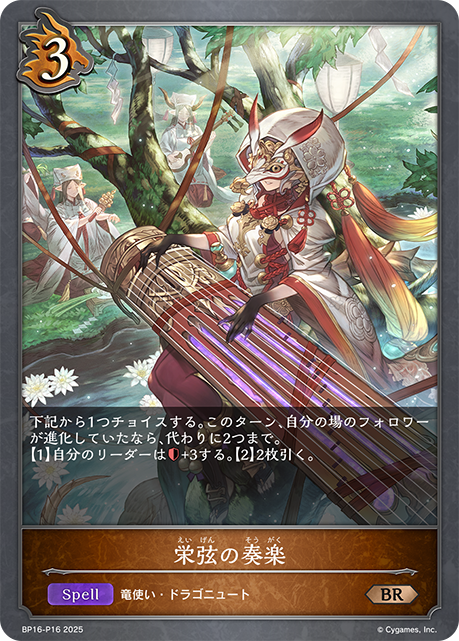 3
下記から1つチョイスする。このターン、自分の場のフォロワー
が進化していたなら、代わりに2つまで。
【1】自分のリーダーは+3する。【2】2枚引く。
えい げん そう がく
栄弦の奏楽
Spell 竜使い・ドラゴニュート BR
BP16-P16 2025 © Cygames, Inc.